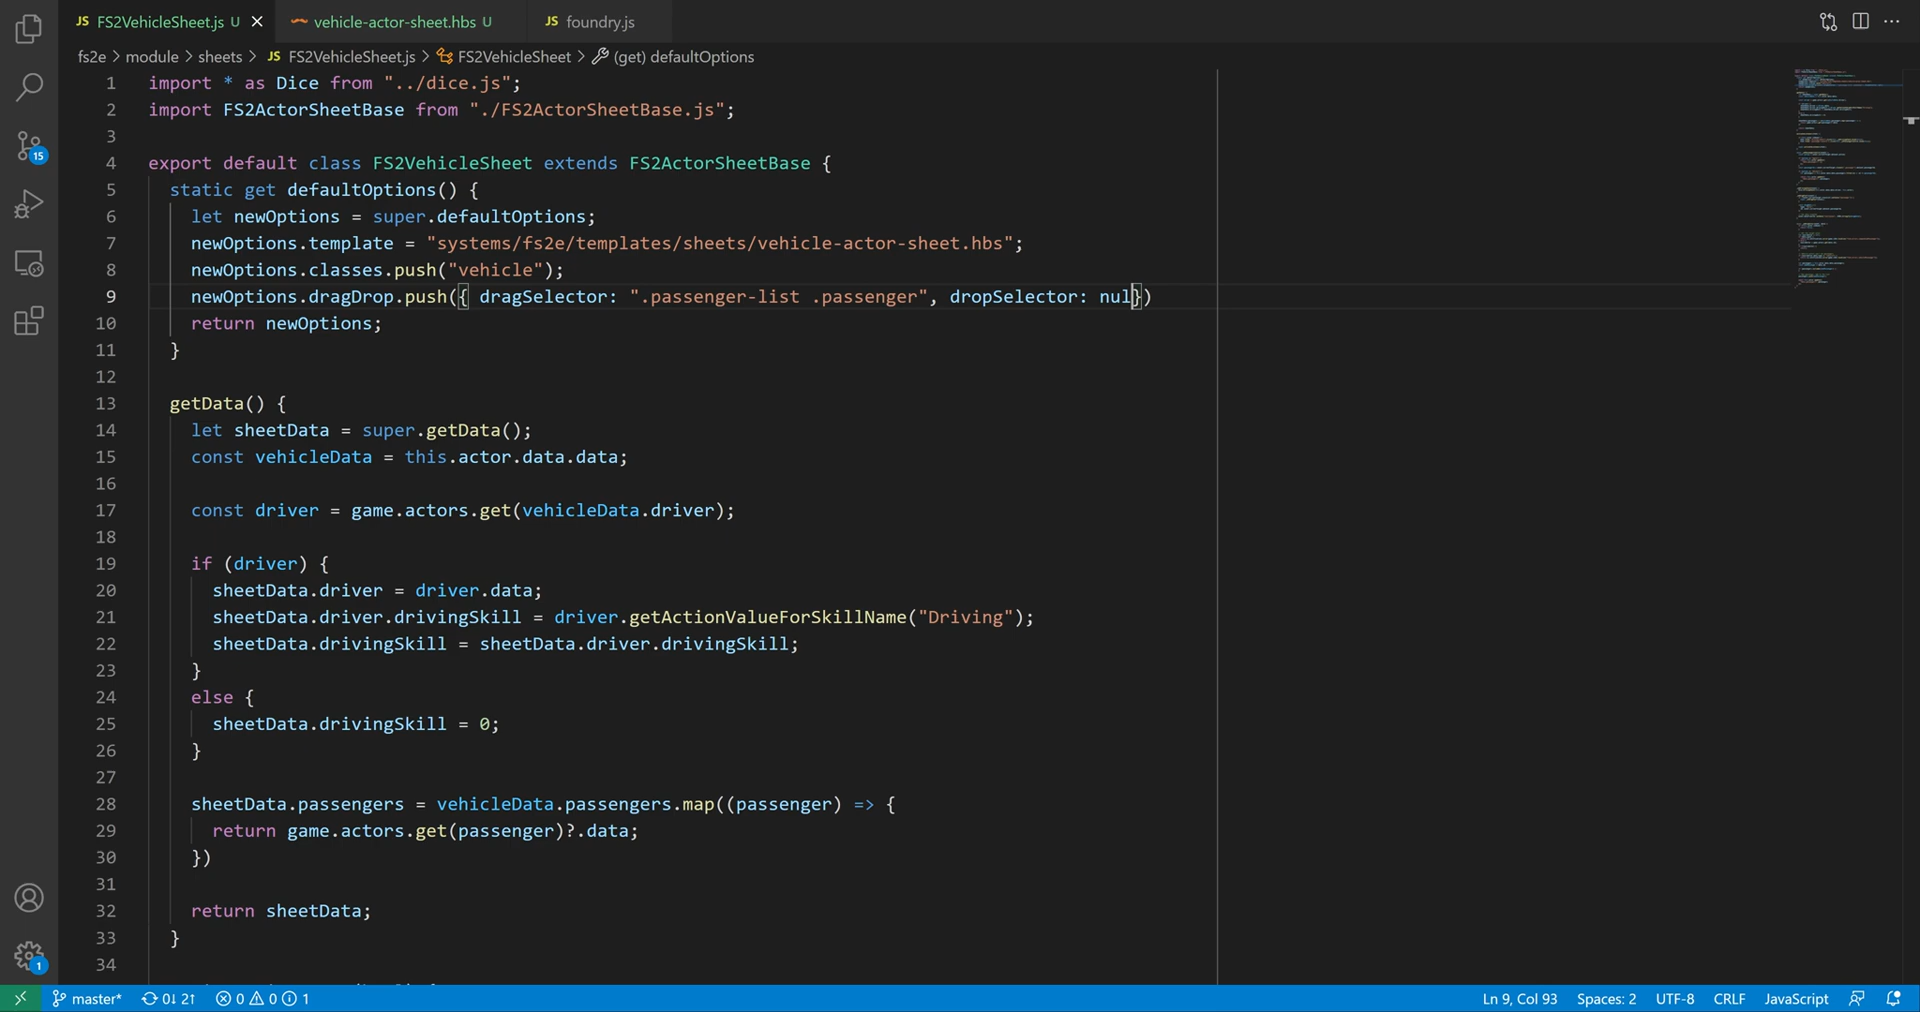 JS FS2VehicleSheet.js U
vehicle-actor-sheet.hbs U
JS foundry.js
fs2e > module > sheets > JS FS2VehicleSheet.js > FS2VehicleSheet > (get) defaultOptions
1 import * as Dice from "../dice.js";
2 import FS2ActorSheetBase from "./FS2ActorSheetBase.js";
3
4 export default class FS2VehicleSheet extends FS2ActorSheetBase {
5 static get defaultOptions() {
6 let newOptions = super.defaultOptions;
7 newOptions.template = "systems/fs2e/templates/sheets/vehicle-actor-sheet.hbs";
8 newOptions.classes.push("vehicle");
9 newOptions.dragDrop.push({ dragSelector: ".passenger-list .passenger", dropSelector: nul})
10 return newOptions;
11 }
12
13 getData() {
14 let sheetData = super.getData();
15 const vehicleData = this.actor.data.data;
16
17 const driver = game.actors.get(vehicleData.driver);
18
19 if (driver) {
20 sheetData.driver = driver.data;
21 sheetData.driver.drivingSkill = driver.getActionValueForSkillName("Driving");
22 sheetData.drivingSkill = sheetData.driver.drivingSkill;
23 }
24 else {
25 sheetData.drivingSkill = 0;
26 }
27
28 sheetData.passengers = vehicleData.passengers.map((passenger) => {
29 return game.actors.get(passenger)?.data;
30 })
31
32 return sheetData;
33 }
34
15
1
master* 0↓ 2↑ 0 0 1
Ln 9, Col 93 Spaces: 2 UTF-8 CRLF JavaScript